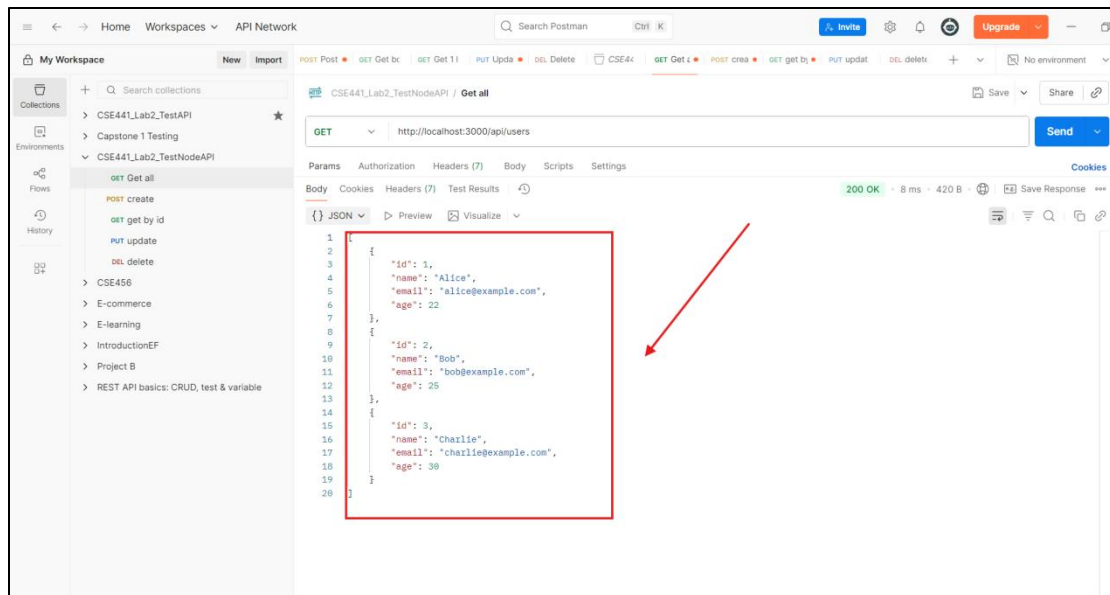 Home Workspaces API Network Search Postman Ctrl K Invite Upgrade
My Workspace New Import POST Post GET Get bc GET Get 1 l PUT Upda DEL Delete CSE44 GET Get a POST crea GET get by PUT updat DEL delete No environment
Collections
Environments
Flows
History
Search collections
CSE441_Lab2_TestAPI
Capstone 1 Testing
CSE441_Lab2_TestNodeAPI
GET Get all
POST create
GET get by id
PUT update
DEL delete
CSE456
E-commerce
E-learning
IntroductionEF
Project B
REST API basics: CRUD, test & variable
CSE441_Lab2_TestNodeAPI / Get all Save Share
GET http://localhost:3000/api/users Send
Params Authorization Headers (7) Body Scripts Settings Cookies
Body Cookies Headers (7) Test Results 200 OK 8 ms 420 B Save Response
{} JSON Preview Visualize
1 [
2 {
3 "id": 1,
4 "name": "Alice",
5 "email": "alice@example.com",
6 "age": 22
7 },
8 {
9 "id": 2,
10 "name": "Bob",
11 "email": "bob@example.com",
12 "age": 25
13 },
14 {
15 "id": 3,
16 "name": "Charlie",
17 "email": "charlie@example.com",
18 "age": 30
19 }
20 ]